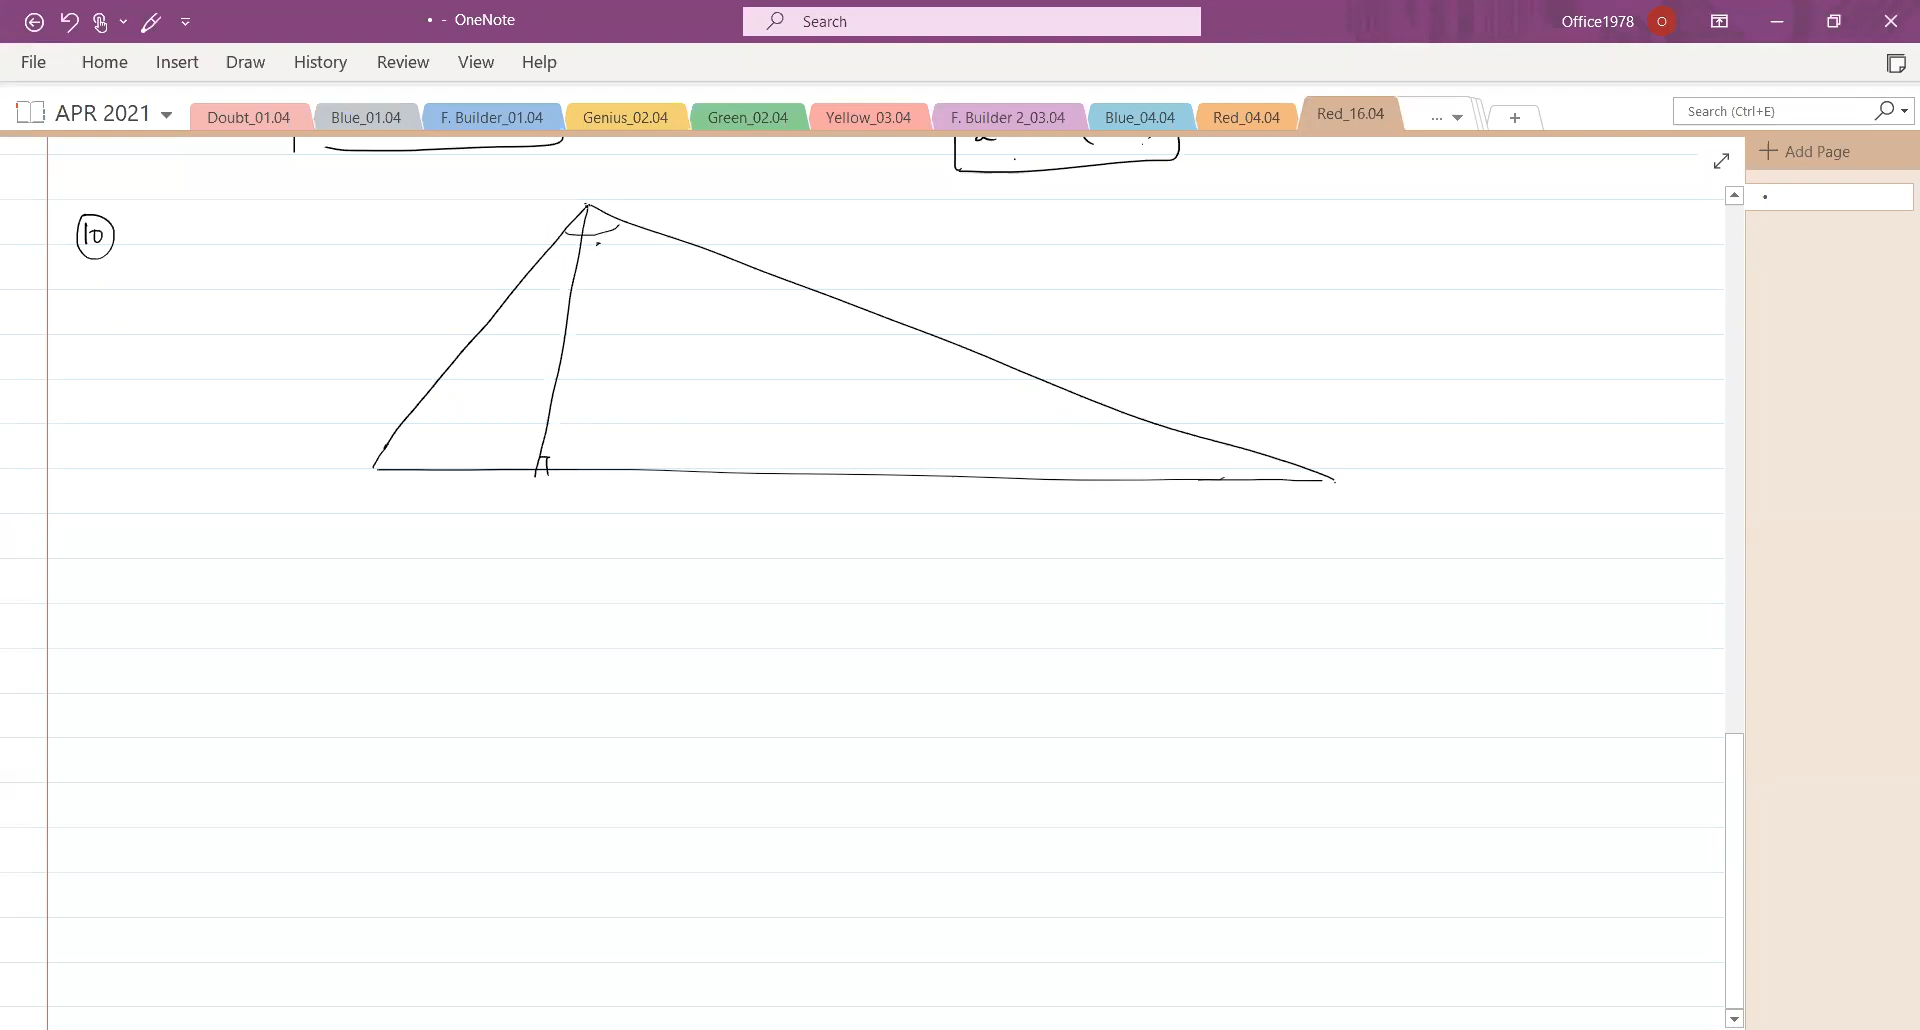 • - OneNote
Search
Office1978
O
File Home Insert Draw History Review View Help
APR 2021
Doubt_01.04 Blue_01.04 F. Builder_01.04 Genius_02.04 Green_02.04 Yellow_03.04 F. Builder 2_03.04 Blue_04.04 Red_04.04 Red_16.04 ... +
Search (Ctrl+E)
Add Page
•
10